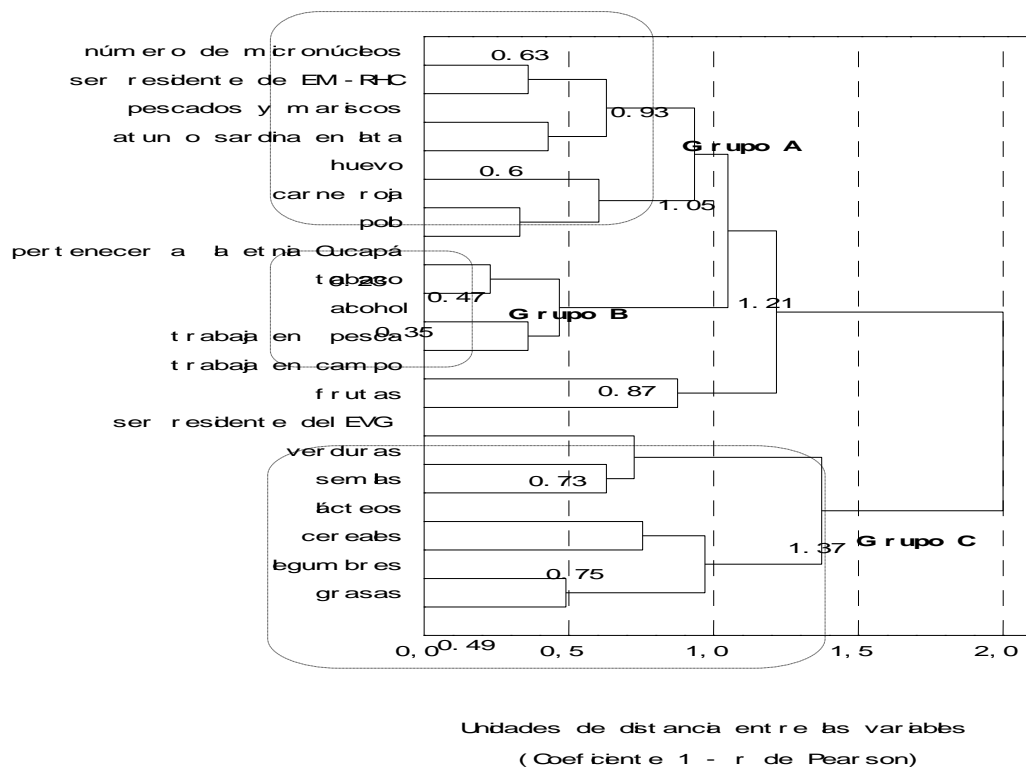 número de micronúcleos
0.63
ser residente de EM-RHC
pescados y mariscos
0.93
atun o sardina en lata
Grupo A
huevo
0.6
carne roja
1.05
pollo
pertenecer a la etnia Cucapá
tabaco
0.23
0.47
alcohol
1.21
Grupo B
trabaja en pesca
0.35
trabaja en campo
frutas
0.87
ser residente del EVG
verduras
semillas
0.73
lácteos
cereales
1.37
Grupo C
legumbres
0.75
grasas
0,0
0.49
0,5
1,0
1,5
2,0
Unidades de distancia entre las variables
(Coeficiente 1 - r de Pearson)